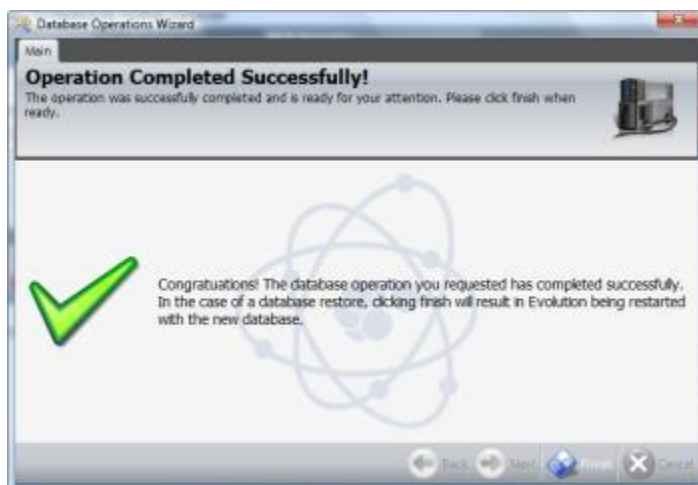 Database Operations Wizard
Main
Operation Completed Successfully!
The operation was successfully completed and is ready for your attention. Please click finish when
ready.
Congratuations! The database operation you requested has completed successfully.
In the case of a database restore, clicking finish will result in Evolution being restarted
with the new database.
Back Next Finish Cancel